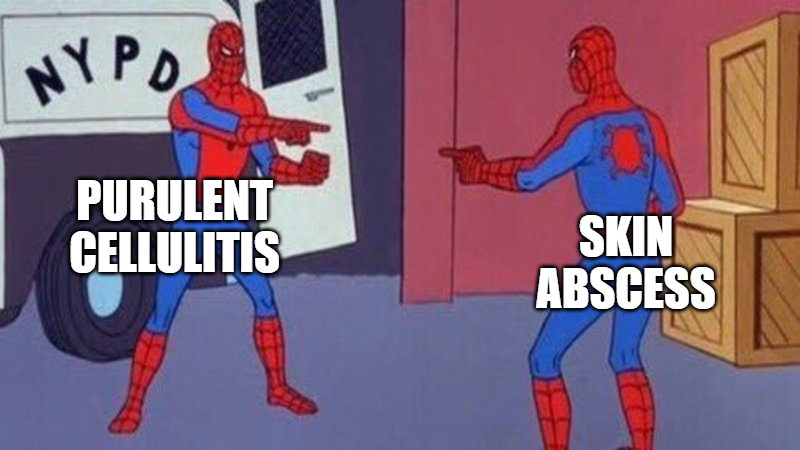 NYPD
PURULENT
CELLULITIS
SKIN
ABSCESS